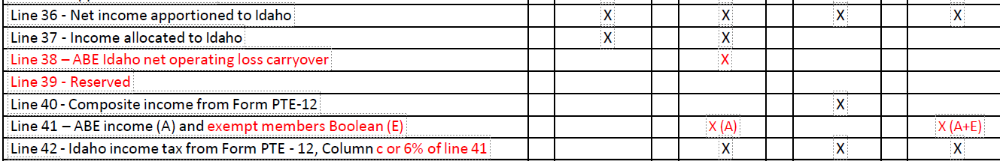 Line 36 - Net income apportioned to Idaho X X X X
Line 37 - Income allocated to Idaho X X
Line 38 – ABE Idaho net operating loss carryover X
Line 39 - Reserved
Line 40 - Composite income from Form PTE-12 X
Line 41 – ABE income (A) and exempt members Boolean (E) X (A) X (A+E)
Line 42 - Idaho income tax from Form PTE - 12, Column c or 6% of line 41 X X X